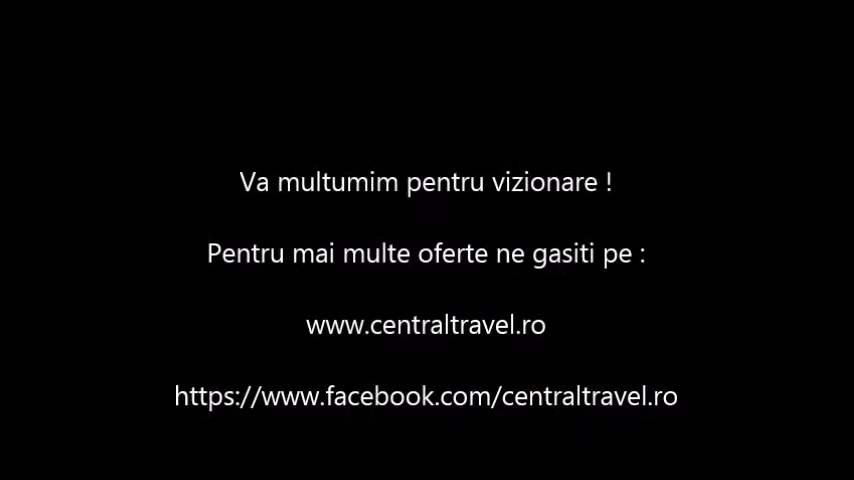 Va multumim pentru vizionare !
Pentru mai multe oferte ne gasiti pe :
www.centraltravel.ro
https://www.facebook.com/centraltravel.ro